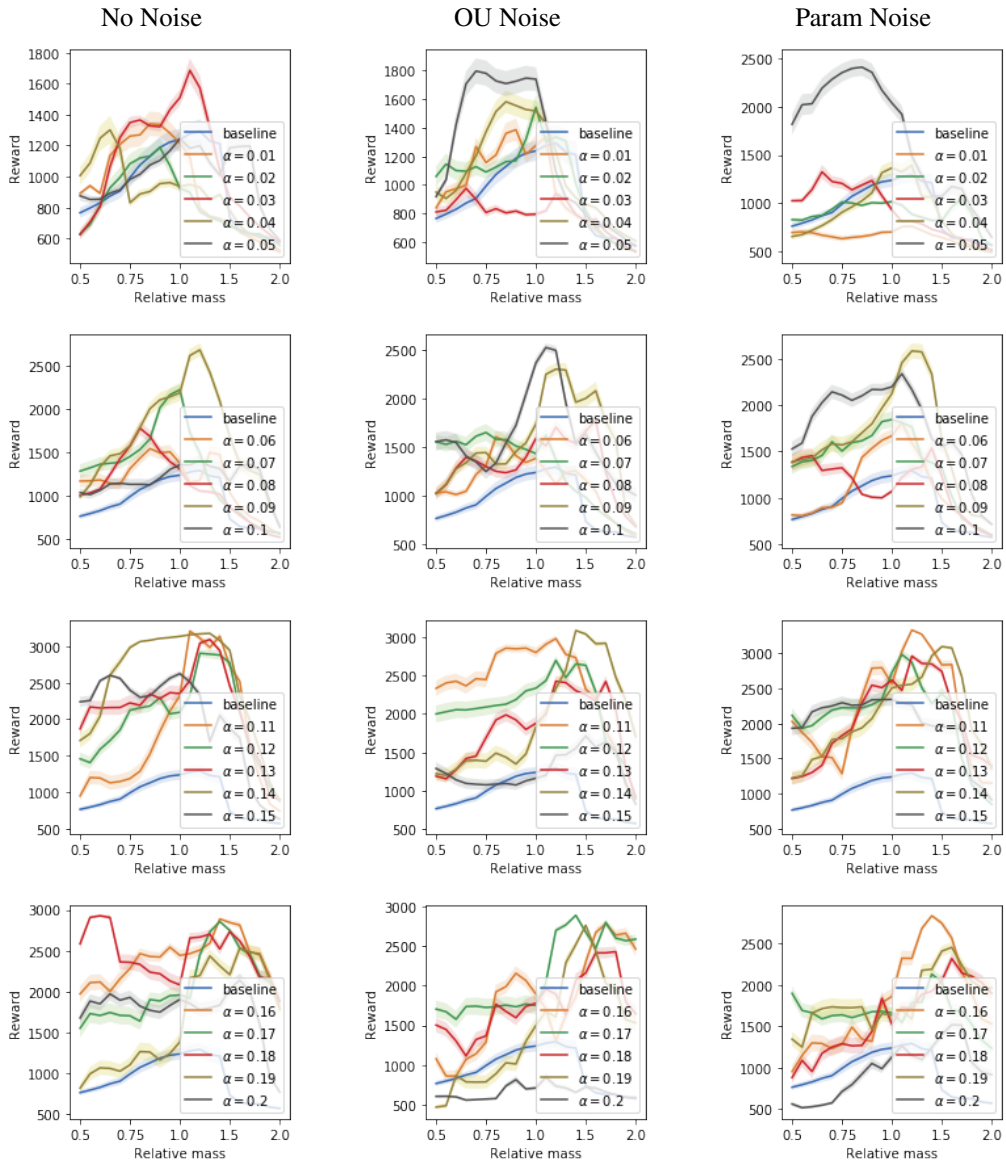 No Noise OU Noise Param Noise
1800
1600
1400
1200
1000
800
600
Reward
0.5 0.75 1.0 1.5 2.0
Relative mass
baseline
α = 0.01
α = 0.02
α = 0.03
α = 0.04
α = 0.05
1800
1600
1400
1200
1000
800
600
Reward
0.5 0.75 1.0 1.5 2.0
Relative mass
baseline
α = 0.01
α = 0.02
α = 0.03
α = 0.04
α = 0.05
2500
2000
1500
1000
500
Reward
0.5 0.75 1.0 1.5 2.0
Relative mass
baseline
α = 0.01
α = 0.02
α = 0.03
α = 0.04
α = 0.05
2500
2000
1500
1000
500
Reward
0.5 0.75 1.0 1.5 2.0
Relative mass
baseline
α = 0.06
α = 0.07
α = 0.08
α = 0.09
α = 0.1
2500
2000
1500
1000
500
Reward
0.5 0.75 1.0 1.5 2.0
Relative mass
baseline
α = 0.06
α = 0.07
α = 0.08
α = 0.09
α = 0.1
2500
2000
1500
1000
500
Reward
0.5 0.75 1.0 1.5 2.0
Relative mass
baseline
α = 0.06
α = 0.07
α = 0.08
α = 0.09
α = 0.1
3000
2500
2000
1500
1000
500
Reward
0.5 0.75 1.0 1.5 2.0
Relative mass
baseline
α = 0.11
α = 0.12
α = 0.13
α = 0.14
α = 0.15
3000
2500
2000
1500
1000
500
Reward
0.5 0.75 1.0 1.5 2.0
Relative mass
baseline
α = 0.11
α = 0.12
α = 0.13
α = 0.14
α = 0.15
3000
2500
2000
1500
1000
500
Reward
0.5 0.75 1.0 1.5 2.0
Relative mass
baseline
α = 0.11
α = 0.12
α = 0.13
α = 0.14
α = 0.15
3000
2500
2000
1500
1000
500
Reward
0.5 0.75 1.0 1.5 2.0
Relative mass
baseline
α = 0.16
α = 0.17
α = 0.18
α = 0.19
α = 0.2
3000
2500
2000
1500
1000
500
Reward
0.5 0.75 1.0 1.5 2.0
Relative mass
baseline
α = 0.16
α = 0.17
α = 0.18
α = 0.19
α = 0.2
3000
2500
2000
1500
1000
500
Reward
0.5 0.75 1.0 1.5 2.0
Relative mass
baseline
α = 0.16
α = 0.17
α = 0.18
α = 0.19
α = 0.2